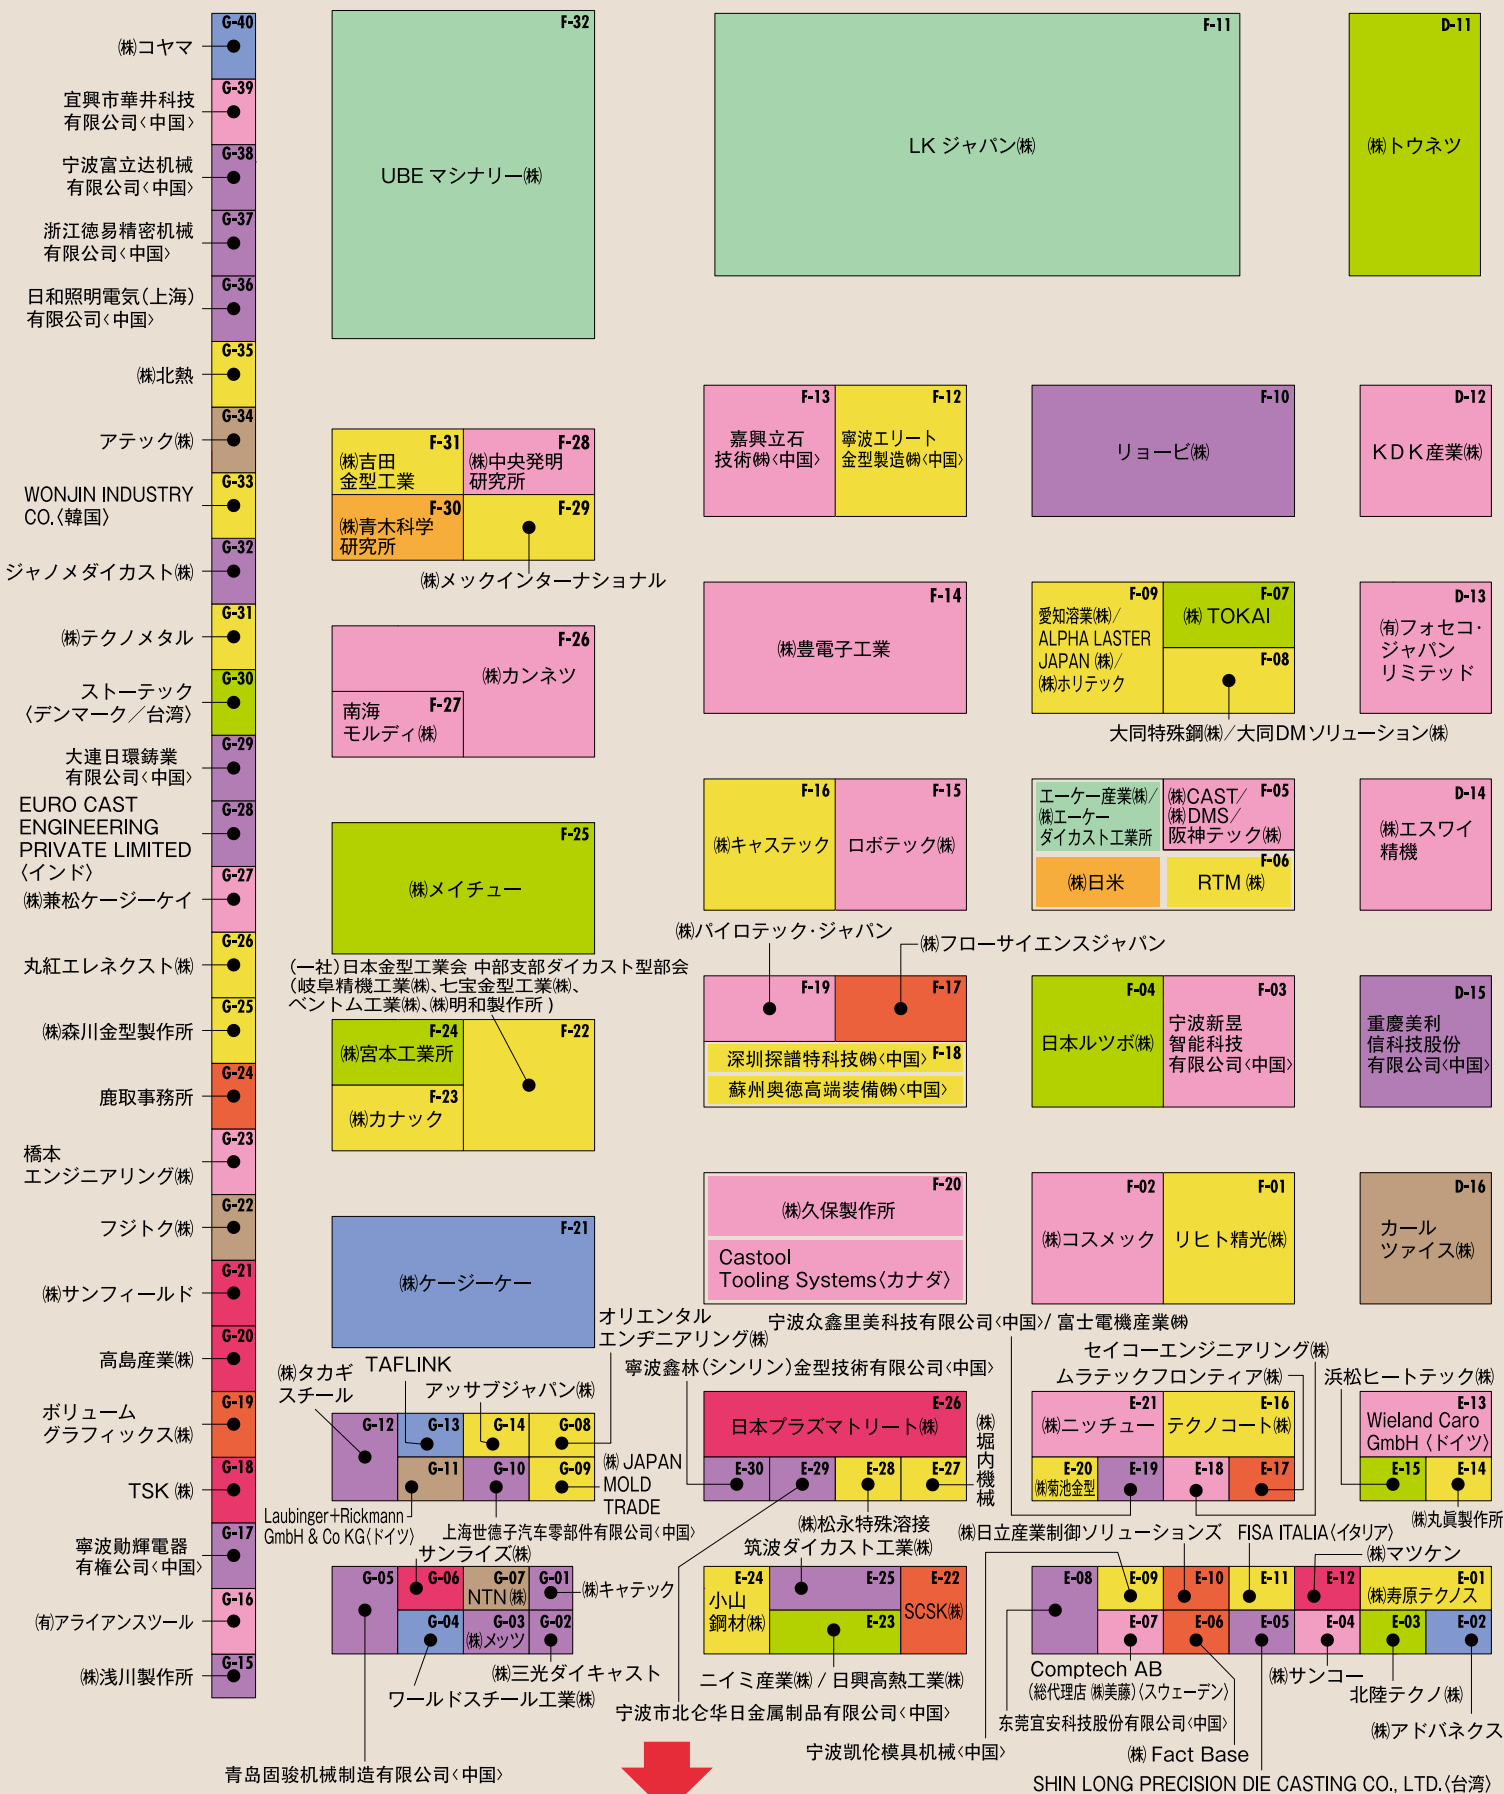 G-40
㈱コヤマ
G-39
宜興市華井科技
有限公司〈中国〉
G-38
宁波富立达机械
有限公司〈中国〉
G-37
浙江徳易精密机械
有限公司〈中国〉
G-36
日和照明電気(上海)
有限公司〈中国〉
G-35
㈱北熱
G-34
アテック㈱
G-33
WONJIN INDUSTRY
CO.〈韓国〉
G-32
ジャノメダイカスト㈱
G-31
㈱テクノメタル
G-30
ストーテック
〈デンマーク／台湾〉
G-29
大連日環鋳業
有限公司〈中国〉
G-28
EURO CAST
ENGINEERING
PRIVATE LIMITED
〈インド〉
G-27
㈱兼松ケージーケイ
G-26
丸紅エレネクスト㈱
G-25
㈱森川金型製作所
G-24
鹿取事務所
G-23
橋本
エンジニアリング㈱
G-22
フジトク㈱
G-21
㈱サンフィールド
G-20
高島産業㈱
G-19
ボリューム
グラフィックス㈱
G-18
TSK ㈱
G-17
寧波勛輝電器
有権公司〈中国〉
G-16
㈲アライアンスツール
G-15
㈱浅川製作所
F-32
UBE マシナリー㈱
F-11
LK ジャパン㈱
D-11
㈱トウネツ
F-31
㈱吉田
金型工業
F-28
㈱中央発明
研究所
F-30
㈱青木科学
研究所
F-29
㈱メックインターナショナル
F-13
嘉興立石
技術㈱〈中国〉
F-12
寧波エリート
金型製造㈱〈中国〉
F-10
リョービ㈱
D-12
KDK産業㈱
F-26
㈱カンネツ
F-27
南海
モルディ㈱
F-14
㈱豊電子工業
F-09
愛知溶業㈱/
ALPHA LASTER
JAPAN ㈱/
㈱ホリテック
F-07
㈱ TOKAI
F-08
大同特殊鋼㈱/大同DMソリューション㈱
D-13
㈲フォセコ・
ジャパン
リミテッド
F-25
㈱メイチュー
F-16
㈱キャステック
F-15
ロボテック㈱
エーケー産業㈱/
㈱エーケー
ダイカスト工業所
F-05
㈱CAST/
㈱DMS/
阪神テック㈱
㈱日米
F-06
RTM ㈱
D-14
㈱エスワイ
精機
(一社)日本金型工業会 中部支部ダイカスト型部会
(岐阜精機工業㈱、七宝金型工業㈱、
ベントム工業㈱、㈱明和製作所 )
F-24
㈱宮本工業所
F-22
F-23
㈱カナック
㈱パイロテック・ジャパン
㈱フローサイエンスジャパン
F-19
F-17
深圳探譜特科技㈱〈中国〉
F-18
蘇州奥徳高端装備㈱〈中国〉
F-04
日本ルツボ㈱
F-03
宁波新昱
智能科技
有限公司〈中国〉
D-15
重慶美利
信科技股份
有限公司〈中国〉
F-21
㈱ケージーケー
F-20
㈱久保製作所
Castool
Tooling Systems〈カナダ〉
F-02
㈱コスメック
F-01
リヒト精光㈱
D-16
カール
ツァイス㈱
オリエンタル
エンヂニアリング㈱
㈱タカギ
スチール
TAFLINK
アッサブジャパン㈱
G-12
G-13
G-14
G-08
G-11
G-10
G-09
㈱ JAPAN
MOLD
TRADE
Laubinger+Rickmann
GmbH & Co KG〈ドイツ〉
上海世徳子汽车零部件有限公司〈中国〉
サンライズ㈱
宁波众鑫里美科技有限公司〈中国〉/ 富士電機産業㈱
寧波鑫林(シンリン)金型技術有限公司〈中国〉
E-26
日本プラズマトリート㈱
㈱堀内機械
E-30
E-29
E-28
E-27
㈱松永特殊溶接
筑波ダイカスト工業㈱
セイコーエンジニアリング㈱
ムラテックフロンティア㈱
浜松ヒートテック㈱
E-21
㈱ニッチュー
E-16
テクノコート㈱
E-20
㈱菊池金型
E-19
E-18
E-17
E-13
Wieland Caro
GmbH〈ドイツ〉
E-15
E-14
㈱丸眞製作所
㈱日立産業制御ソリューションズ
FISA ITALIA〈イタリア〉
㈱マツケン
G-05
G-06
G-07
NTN㈱
G-01
㈱キャテック
G-04
G-03
㈱メッツ
G-02
㈱三光ダイキャスト
ワールドスチール工業㈱
青岛固骏机械制造有限公司〈中国〉
E-24
小山
鋼材㈱
E-25
E-22
SCSK㈱
E-23
ニイミ産業㈱ / 日興高熱工業㈱
宁波市北仑华日金属制品有限公司〈中国〉
E-08
E-09
E-10
E-11
E-12
E-01
㈱寿原テクノス
E-07
E-06
E-05
E-04
E-03
E-02
Comptech AB
(総代理店 ㈱美藤)〈スウェーデン〉
㈱サンコー
北陸テクノ㈱
东莞宜安科技股份有限公司〈中国〉
㈱アドバネクス
宁波凯伦模具机械〈中国〉
㈱ Fact Base
SHIN LONG PRECISION DIE CASTING CO., LTD.〈台湾〉